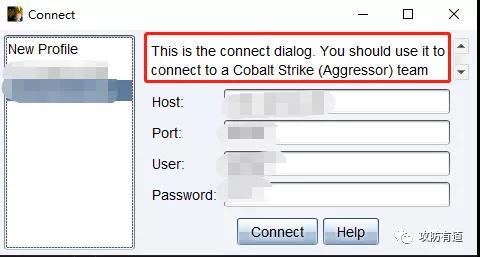 Connect
New Profile
This is the connect dialog. You should use it to
connect to a Cobalt Strike (Aggressor) team
Host:
Port:
User:
Password:
Connect
Help
攻防有道